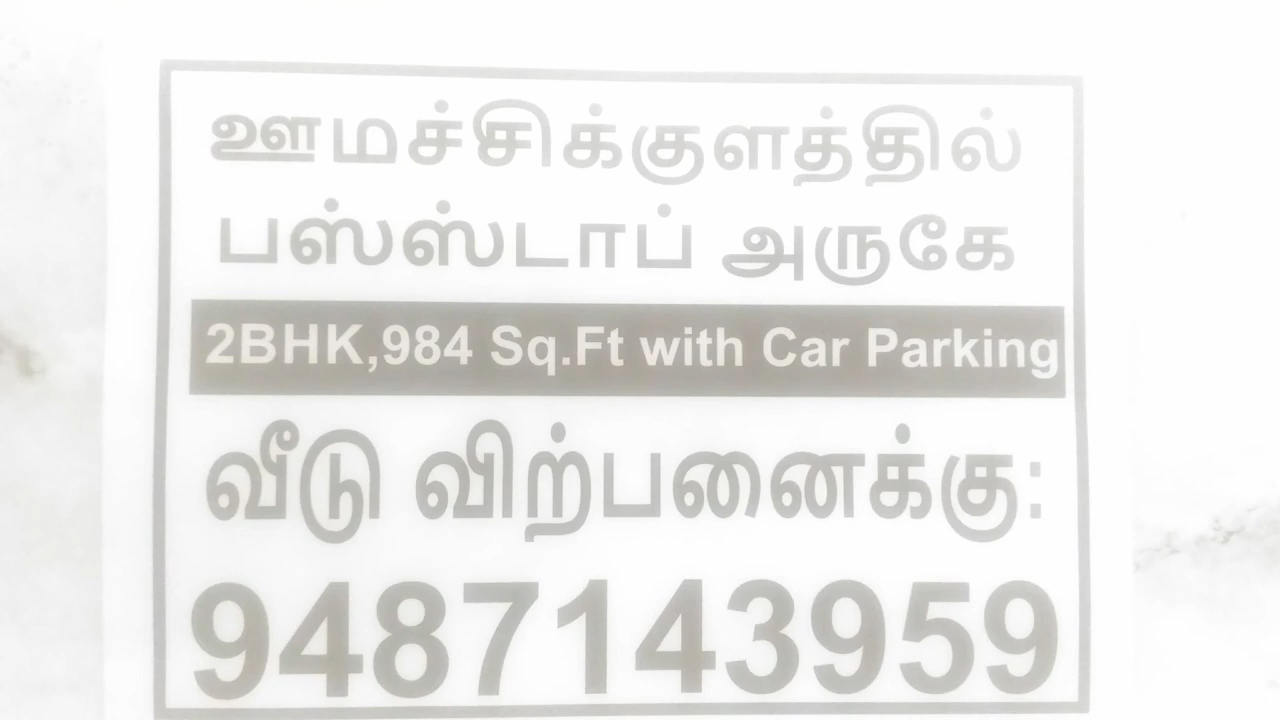 ஊமச்சிக்குளத்தில்
பஸ்ஸ்டாப் அருகே
2BHK,984 Sq.Ft with Car Parking
வீடு விற்பனைக்கு:
9487143959